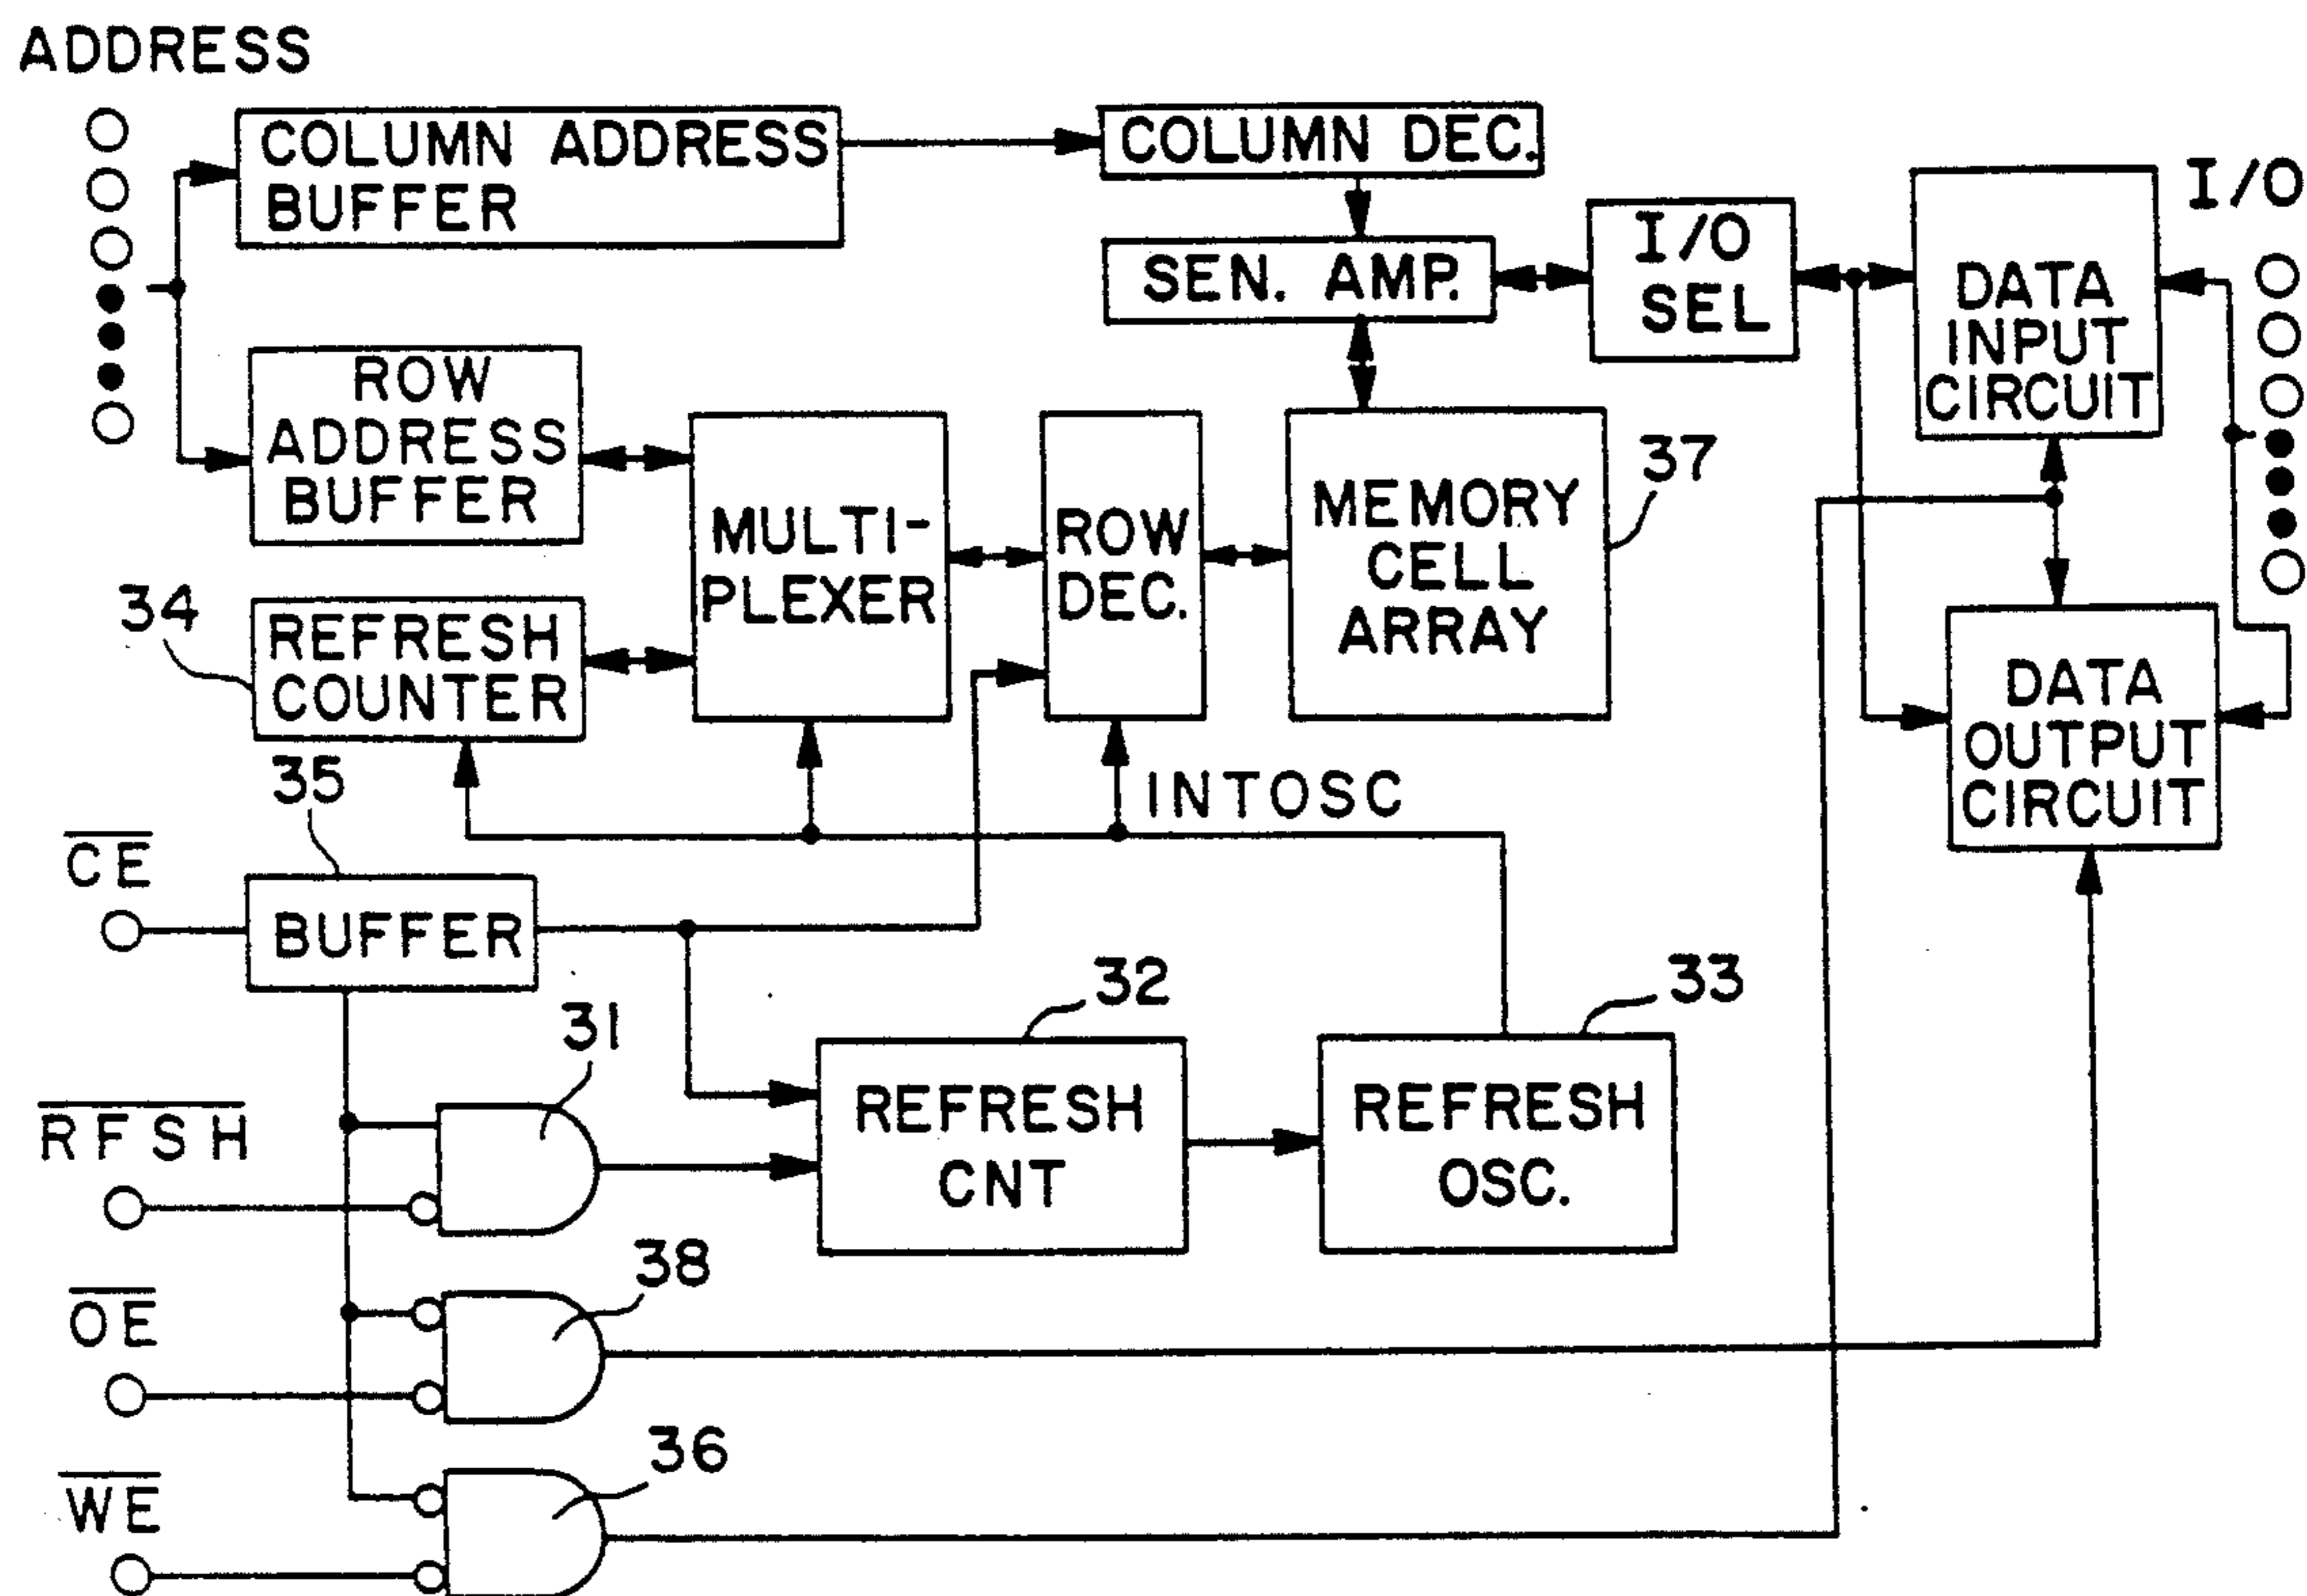 ADDRESS
COLUMN ADDRESS
BUFFER
COLUMN DEC.
SEN. AMP.
I/O
SEL
DATA
INPUT
CIRCUIT
I/O
ROW
ADDRESS
BUFFER
MULTI-
PLEXER
ROW
DEC.
MEMORY
CELL
ARRAY
37
34
REFRESH
COUNTER
DATA
OUTPUT
CIRCUIT
INTOSC
35
CE
BUFFER
31
32
33
RFSH
REFRESH
CNT
REFRESH
OSC.
38
OE
36
WE